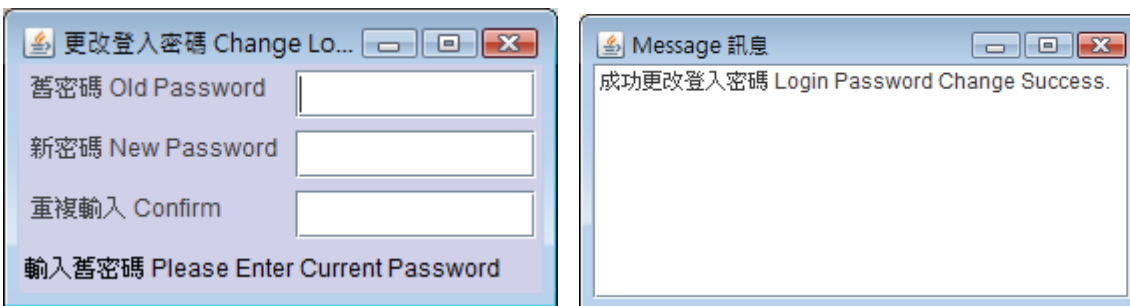 更改登入密碼 Change Lo...
舊密碼 Old Password
新密碼 New Password
重複輸入 Confirm
輸入舊密碼 Please Enter Current Password
Message 訊息
成功更改登入密碼 Login Password Change Success.